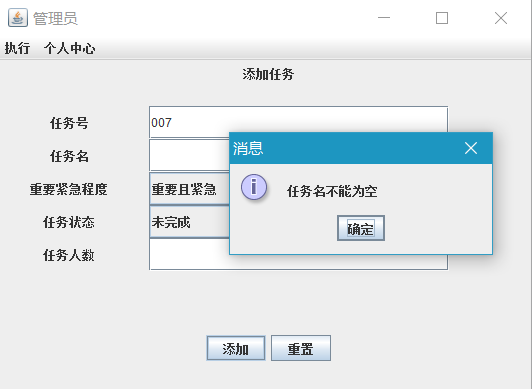 管理员
执行 个人中心
添加任务
任务号 007
任务名
重要紧急程度 重要且紧急
任务状态 未完成
任务人数
消息
任务名不能为空
确定
添加 重置